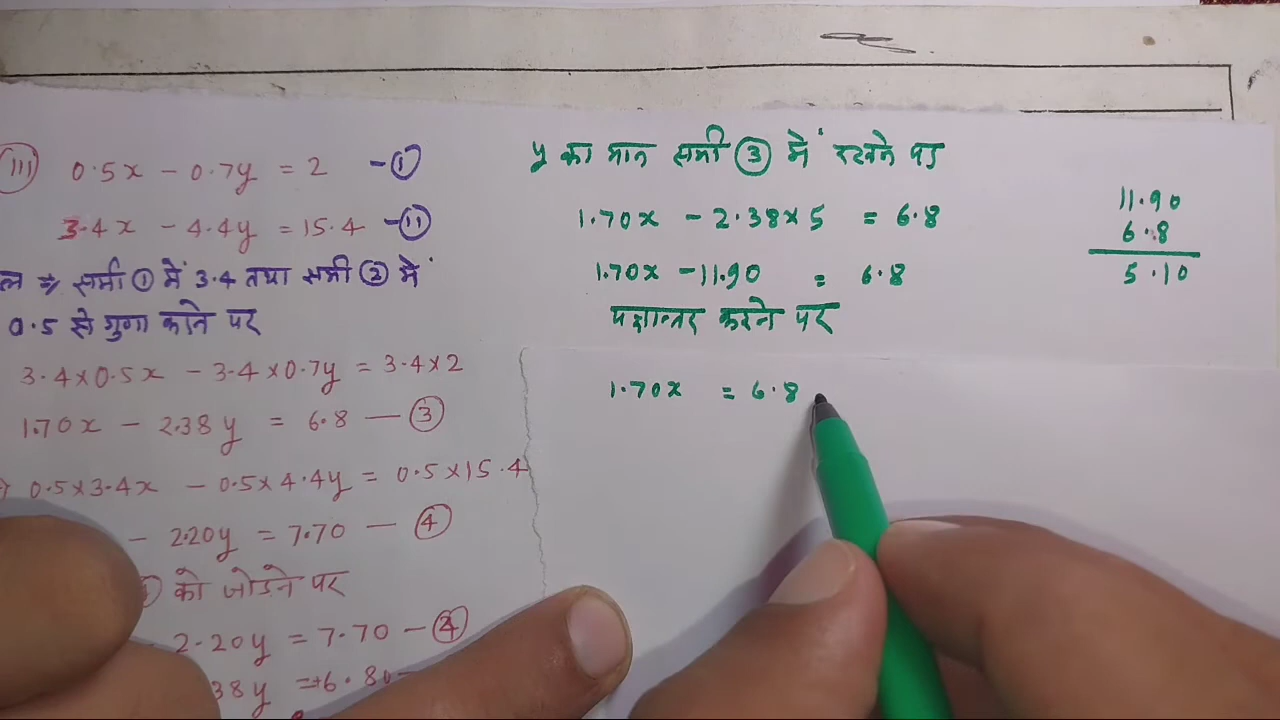 (III) 0.5x - 0.7y = 2 - (I)
3.4x - 4.4y = 15.4 - (II)
⇒ समी ① में 3.4 तथा समी ② में
0.5 से गुणा करने पर
3.4×0.5x - 3.4×0.7y = 3.4×2
1.70x - 2.38y = 6.8 — ③
0.5×3.4x - 0.5×4.4y = 0.5×15.4
- 2.20y = 7.70 — ④
को जोडने पर
2.20y = 7.70 - ④
38y = +6.80
y का मान समी ③ में रखने पर
1.70x - 2.38×5 = 6.8
1.70x - 11.90 = 6.8
पक्षान्तर करने पर
1.70x = 6.8
11.90
6.8
5.10